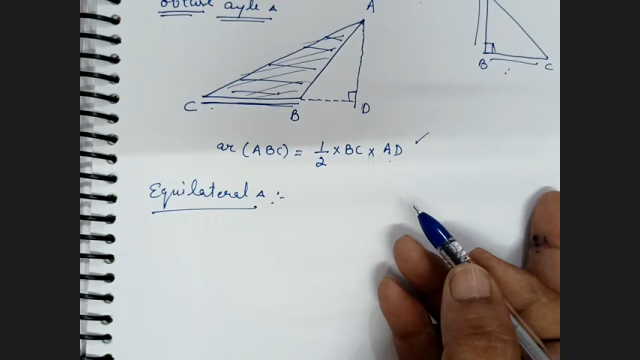 obtuse angle Δ
A
B
C
C
B
D
ar (ABC) = 1/2 × BC × AD ✓
Equilateral Δ :-